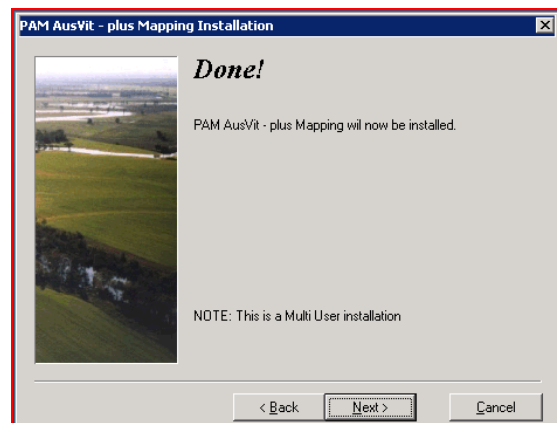 PAM AusVit - plus Mapping Installation
Done!
PAM AusVit - plus Mapping wil now be installed.
NOTE: This is a Multi User installation
< Back Next > Cancel